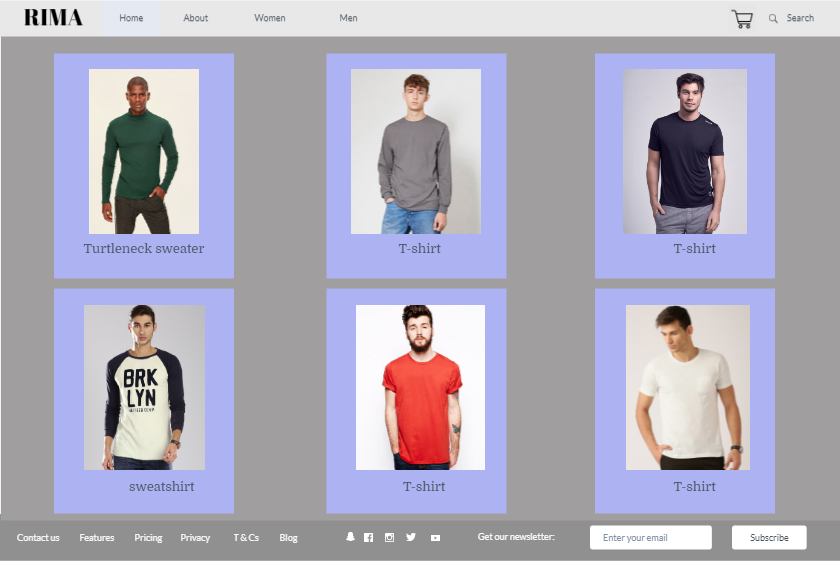 RIMA
Home About Women Men Search
Turtleneck sweater T-shirt T-shirt
BRK
LYN
sweatshirt T-shirt T-shirt
Contact us Features Pricing Privacy T & Cs Blog Get our newsletter: Enter your email Subscribe